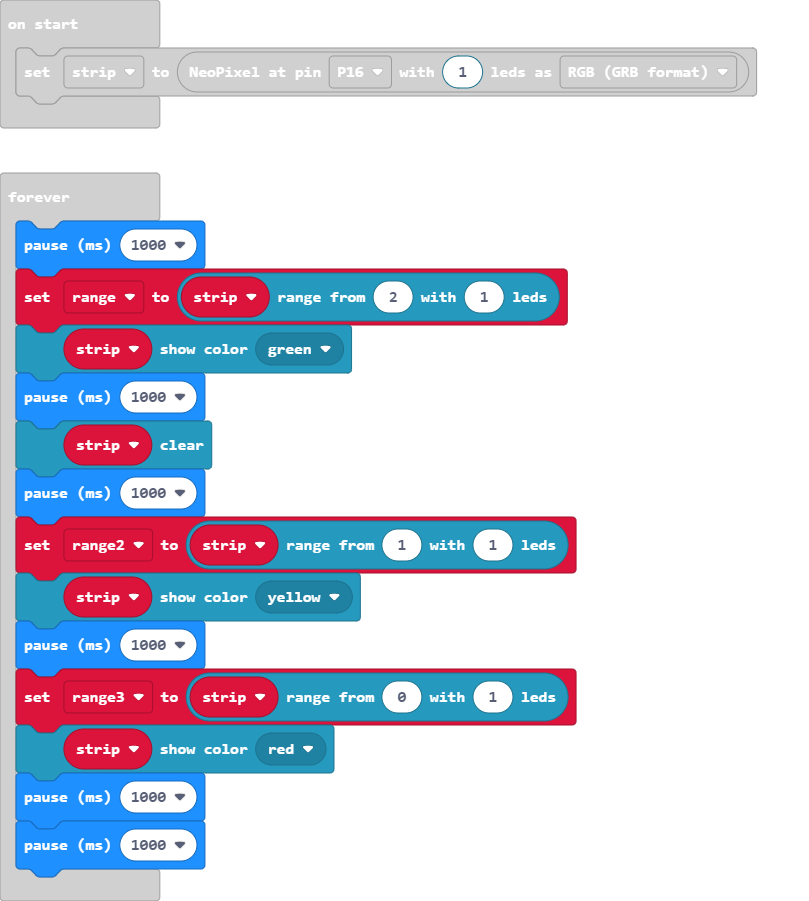 on start
set strip to NeoPixel at pin P16 with 1 leds as RGB (GRB format)
forever
pause (ms) 1000
set range to strip range from 2 with 1 leds
strip show color green
pause (ms) 1000
strip clear
pause (ms) 1000
set range2 to strip range from 1 with 1 leds
strip show color yellow
pause (ms) 1000
set range3 to strip range from 0 with 1 leds
strip show color red
pause (ms) 1000
pause (ms) 1000